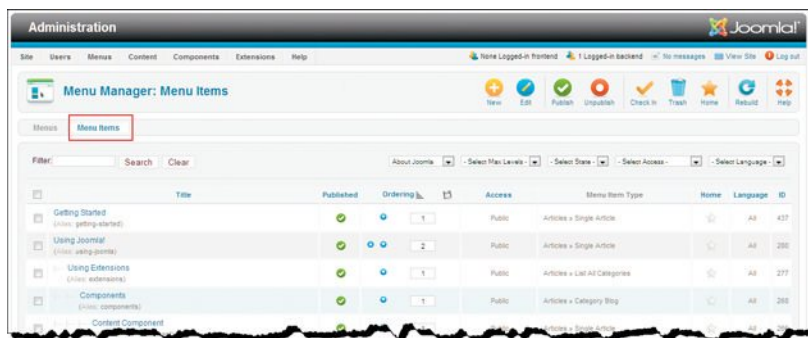 Administration
Joomla!
Site Users Menus Content Components Extensions Help
None Logged-in frontend 1 Logged-in backend No messages View Site Log out
Menu Manager: Menu Items
New Edit Publish Unpublish Check In Trash Home Rebuild Help
Menus Menu Items
Filter: Search Clear About Joomla - Select Max Levels - - Select State - - Select Access - - Select Language -
Title Published Ordering Access Menu Item Type Home Language ID
Getting Started 1 Public Articles » Single Article All 437
(Alias: getting-started)
Using Joomla! 2 Public Articles » Single Article All
(Alias: using-joomla)
Using Extensions 1 Public Articles » List All Categories All 277
(Alias: extensions)
Components 1 Public Articles » Category Blog All
(Alias: components)
Content Component Public Articles » Single Article All